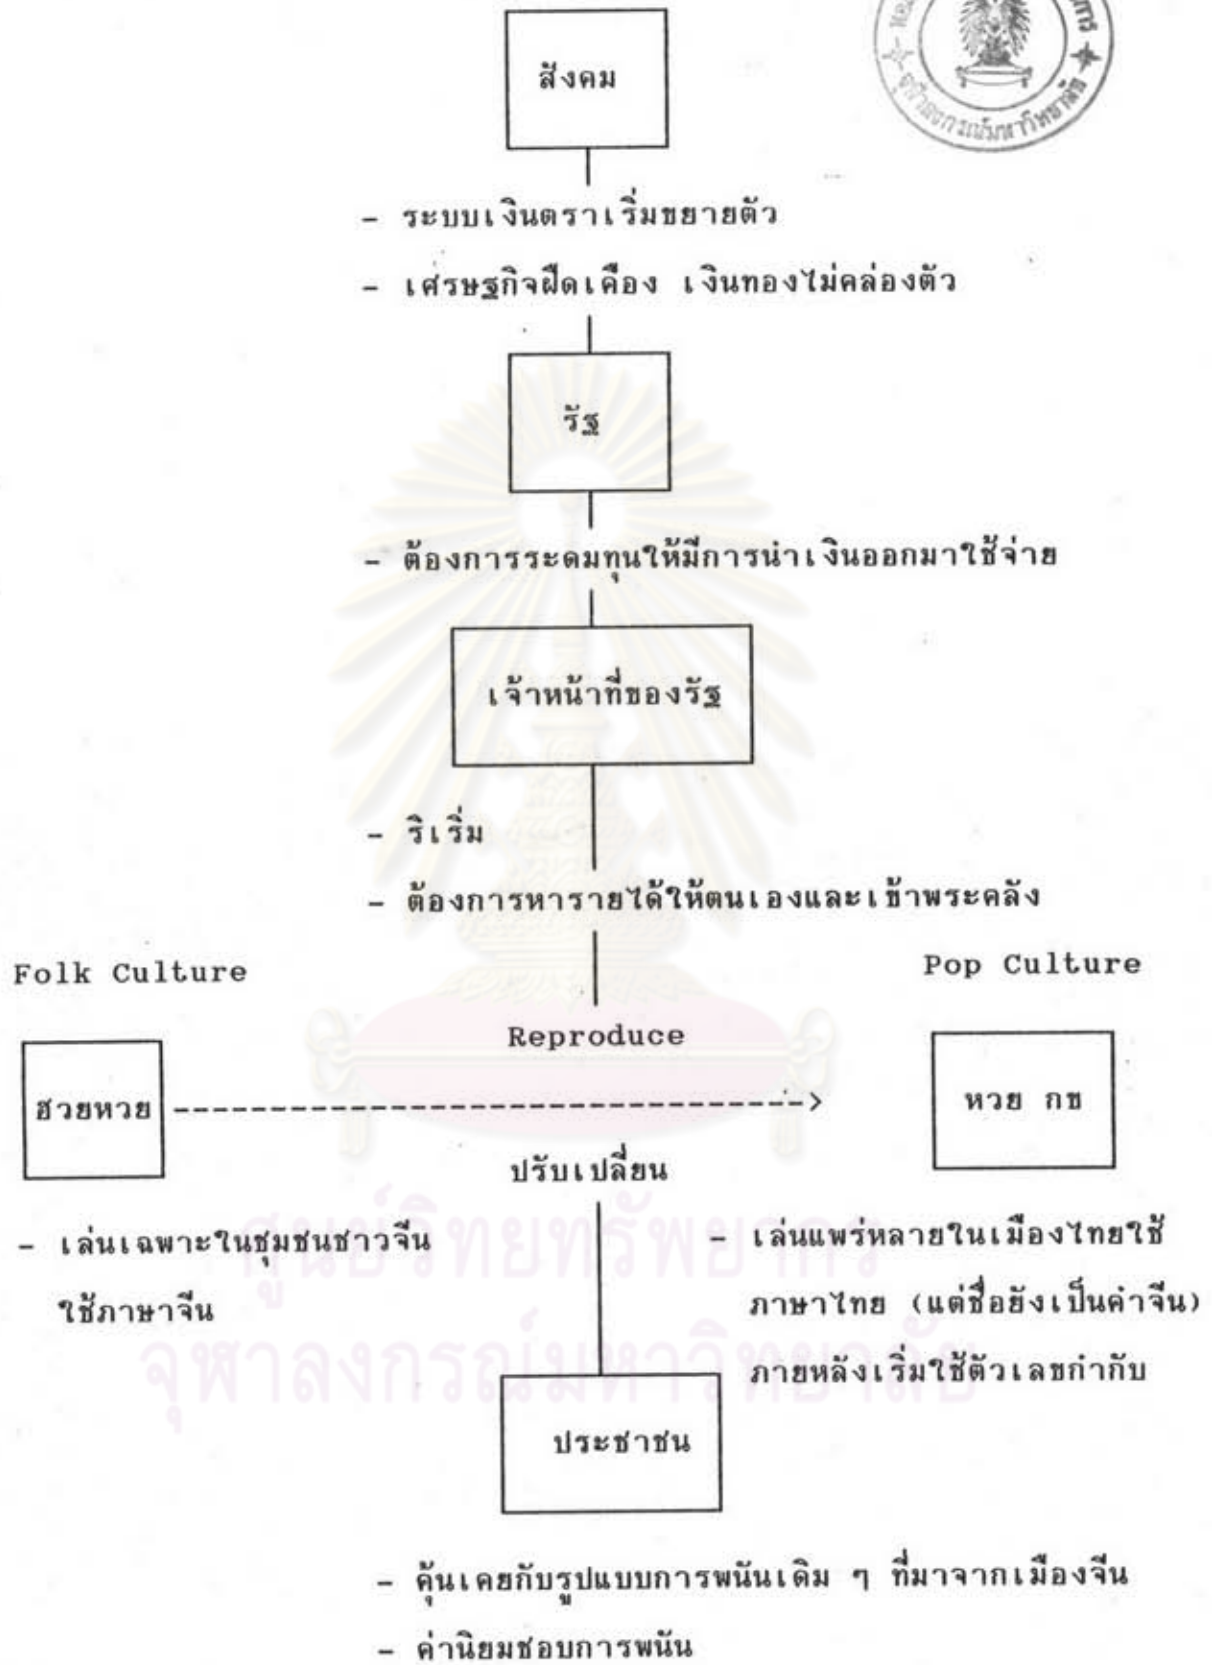 สังคม
- ระบบเงินตราเริ่มขยายตัว
- เศรษฐกิจฝืดเคือง เงินทองไม่คล่องตัว
รัฐ
- ต้องการระดมทุนให้มีการนำเงินออกมาใช้จ่าย
เจ้าหน้าที่ของรัฐ
- ริเริ่ม
- ต้องการหารายได้ให้ตนเองและเข้าพระคลัง
Folk Culture
Pop Culture
Reproduce
ฮวยหวย
หวย กข
ปรับเปลี่ยน
- เล่นเฉพาะในชุมชนชาวจีน
ใช้ภาษาจีน
- เล่นแพร่หลายในเมืองไทยใช้
ภาษาไทย (แต่ชื่อยังเป็นคำจีน)
ภายหลังเริ่มใช้ตัวเลขกำกับ
ประชาชน
- คุ้นเคยกับรูปแบบการพนันเดิม ๆ ที่มาจากเมืองจีน
- ค่านิยมชอบการพนัน
ศูนย์วิทยทรัพยากร
จุฬาลงกรณ์มหาวิทยาลัย
จุฬาลงกรณ์มหาวิทยาลัย